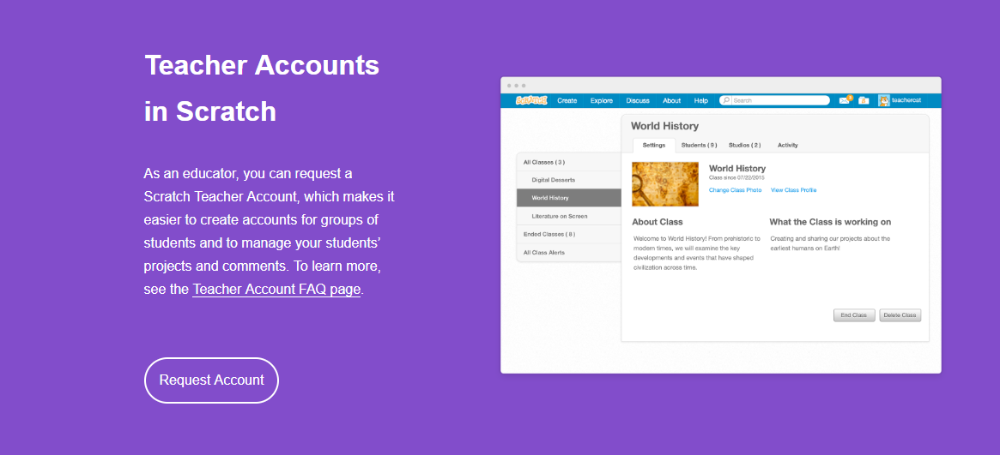 Teacher Accounts
in Scratch
As an educator, you can request a
Scratch Teacher Account, which makes it
easier to create accounts for groups of
students and to manage your students’
projects and comments. To learn more,
see the Teacher Account FAQ page.
Request Account
SCRATCH Create Explore Discuss About Help Search teachercat
All Classes ( 3 )
Digital Desserts
World History
Literature on Screen
Ended Classes ( 8 )
All Class Alerts
World History
Settings Students ( 9 ) Studios ( 2 ) Activity
World History
Class since 07/22/2015
Change Class Photo View Class Profile
About Class
Welcome to World History! From prehistoric to
modern times, we will examine the key
developments and events that have shaped
civilization across time.
What the Class is working on
Creating and sharing our projects about the
earliest humans on Earth!
End Class Delete Class